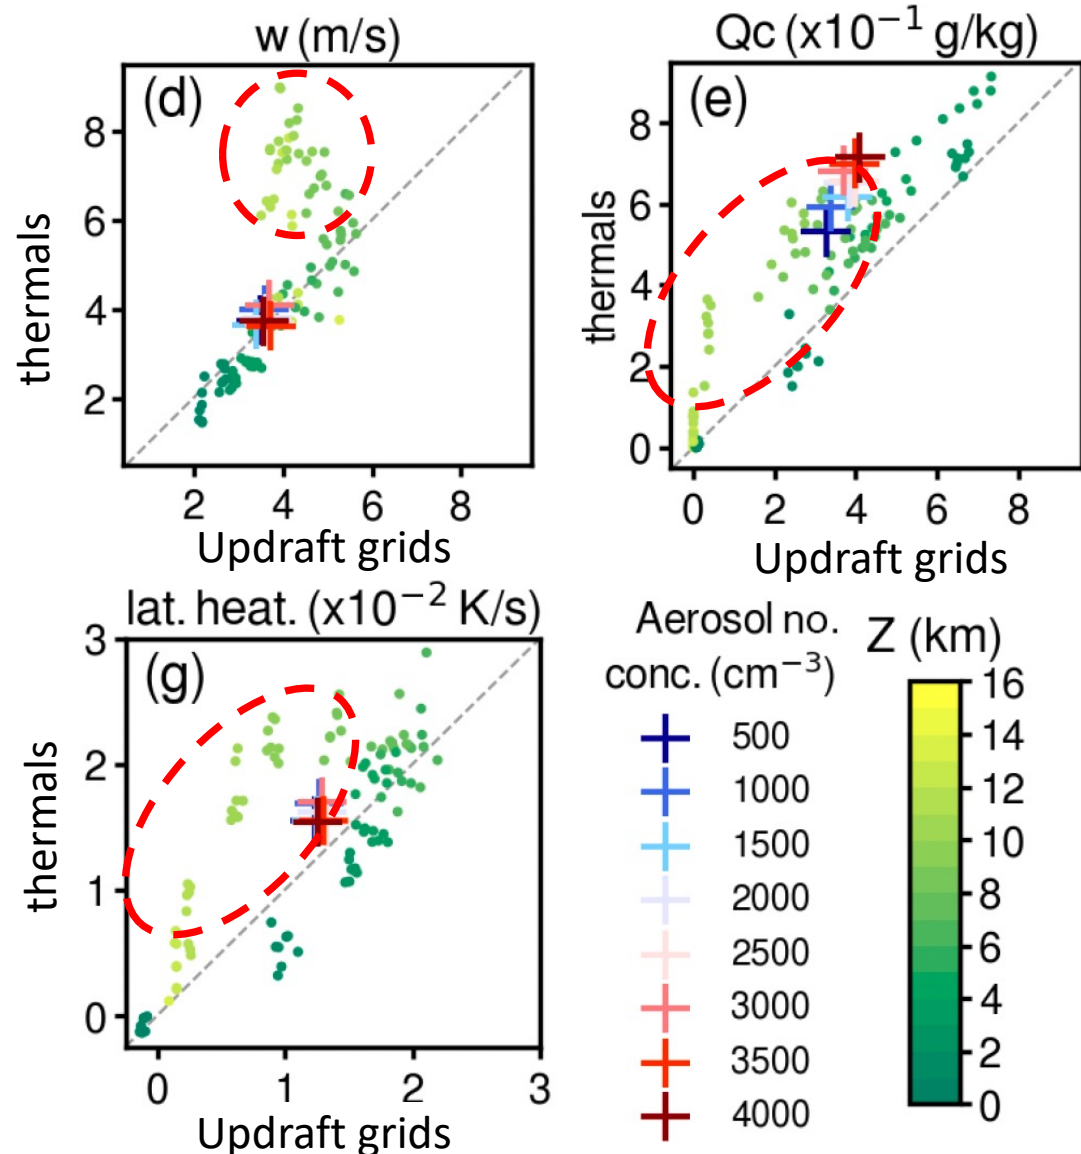 w (m/s)
(d)
8
6
4
2
thermals
2 4 6 8
Updraft grids
Qc (x10⁻¹ g/kg)
(e)
8
6
4
2
0
thermals
0 2 4 6 8
Updraft grids
lat. heat. (x10⁻² K/s)
(g)
3
2
1
0
thermals
0 1 2 3
Updraft grids
Aerosol no.
conc. (cm⁻³)
500
1000
1500
2000
2500
3000
3500
4000
Z (km)
16
14
12
10
8
6
4
2
0